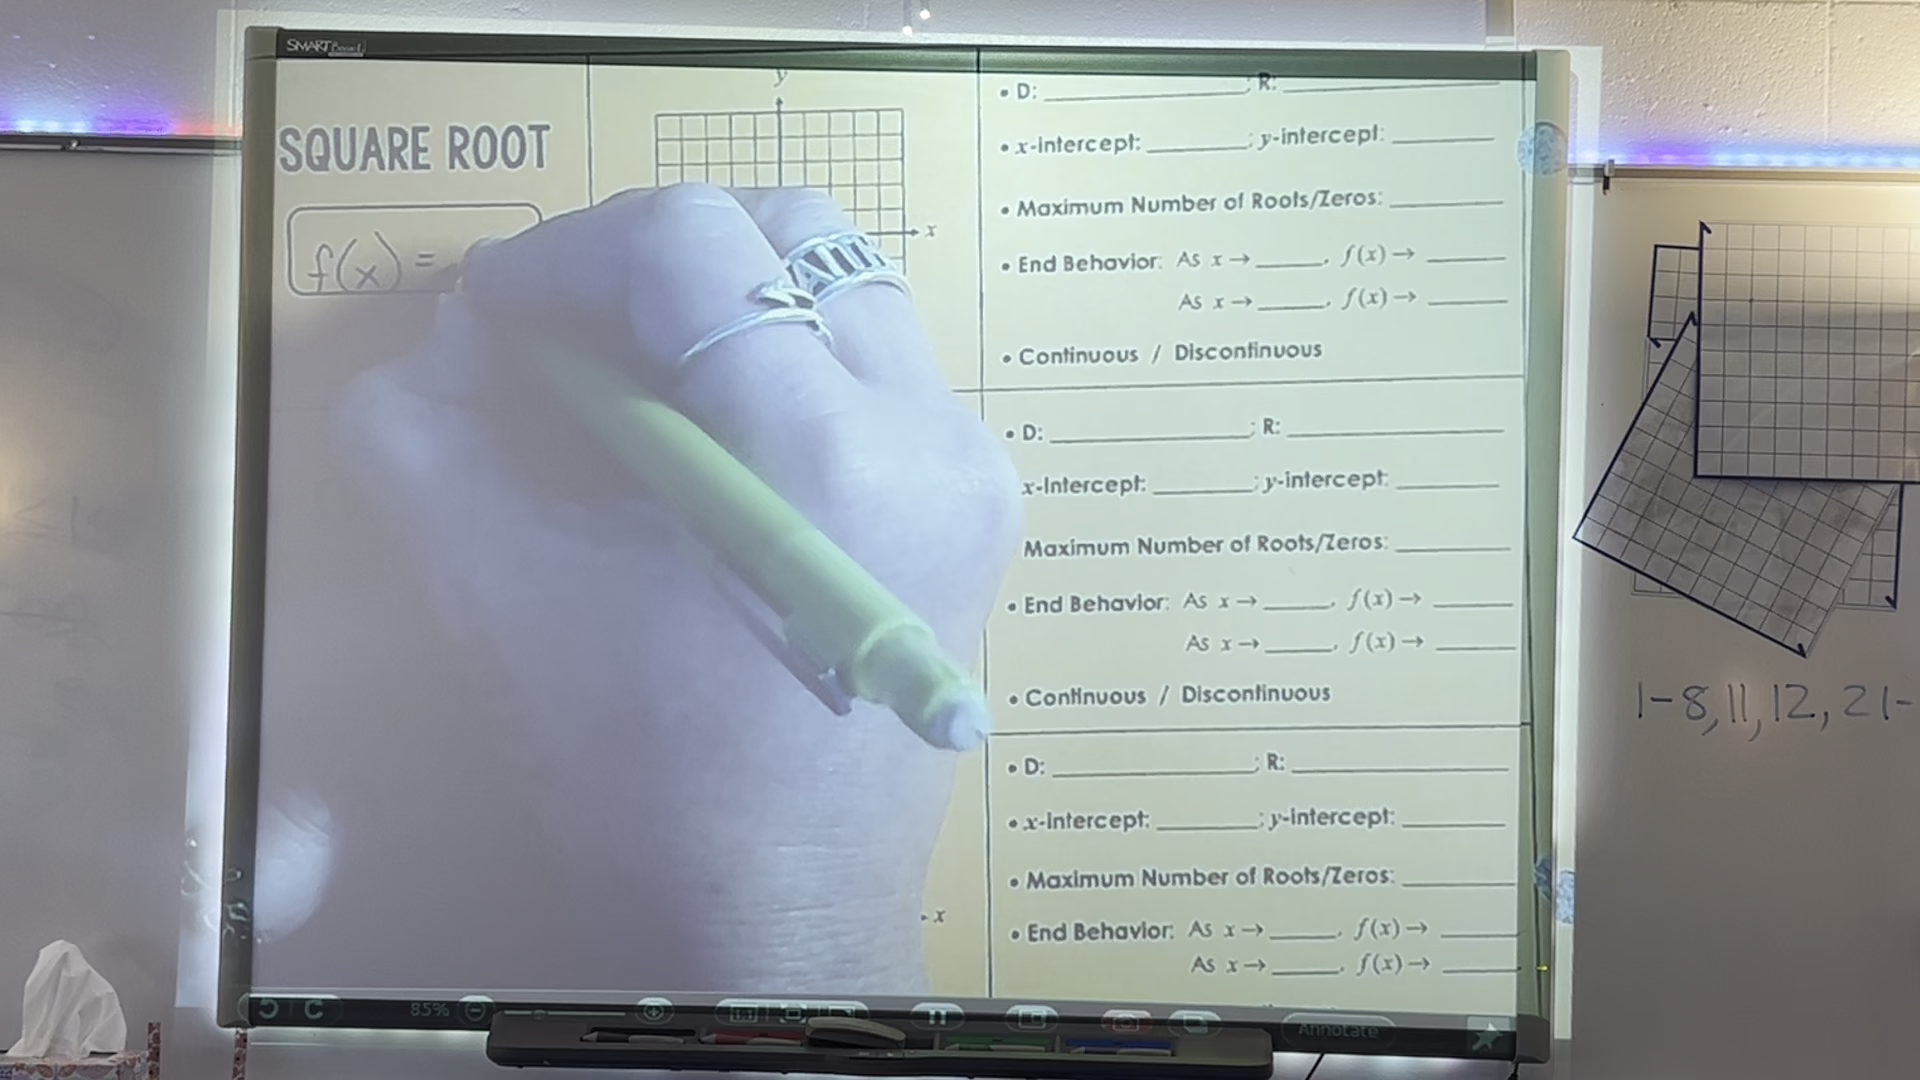 SMART Board
SQUARE ROOT
f(x) =
y
x
• D: ; R:
• x-intercept: ; y-intercept:
• Maximum Number of Roots/Zeros:
• End Behavior: As x → , f(x) →
As x → , f(x) →
• Continuous / Discontinuous
• D: ; R:
x-intercept: ; y-intercept:
Maximum Number of Roots/Zeros:
• End Behavior: As x → , f(x) →
As x → , f(x) →
• Continuous / Discontinuous
• D: ; R:
• x-intercept: ; y-intercept:
• Maximum Number of Roots/Zeros:
x
• End Behavior: As x → , f(x) →
As x → , f(x) →
85%
1:1
Annotate
1-8, 11, 12, 21-